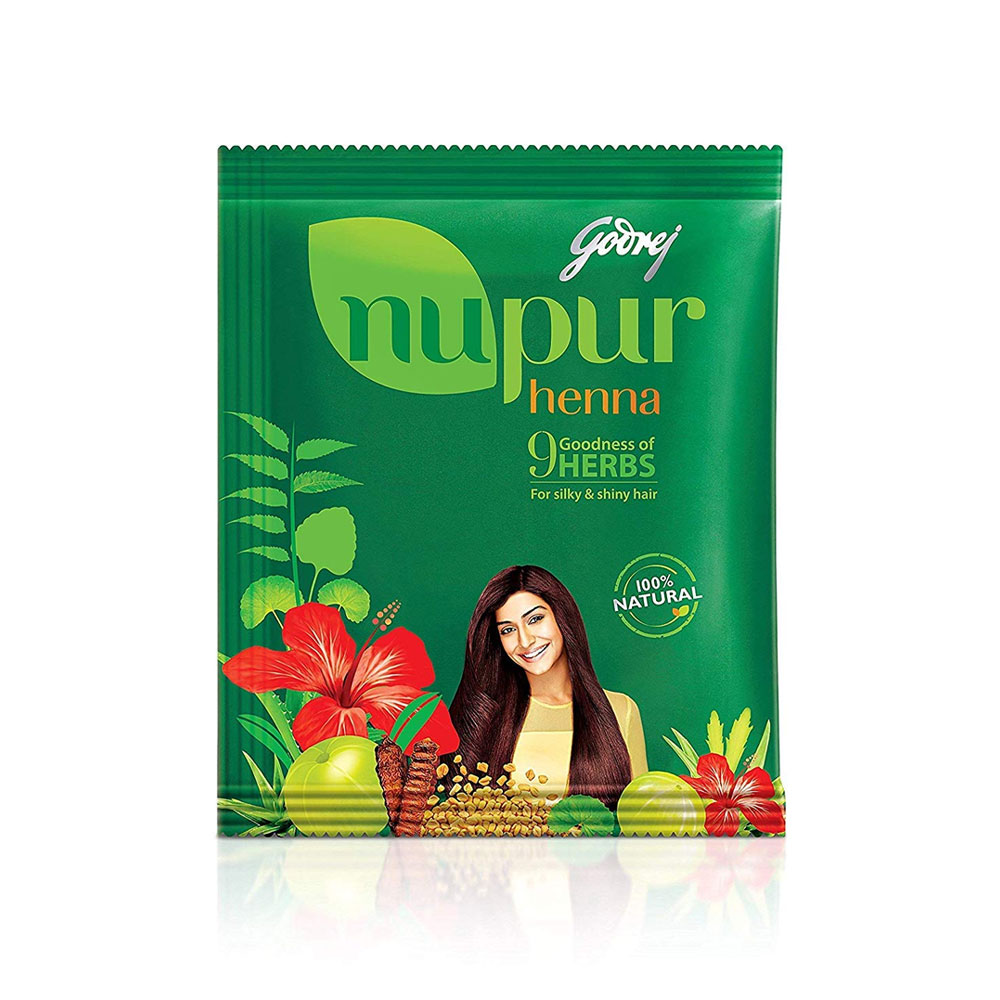 Godrej
nupur
henna
9 Goodness of
HERBS
For silky & shiny hair
100%
NATURAL